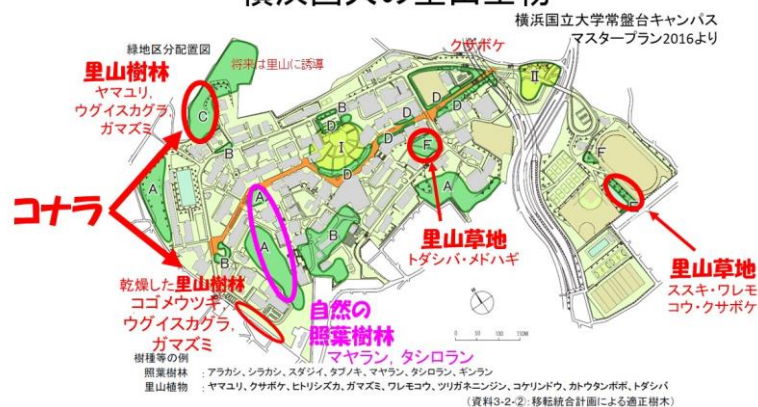 横浜国立大学常盤台キャンパス
マスタープラン2016より
緑地区分配置図
クサボケ
将来は里山に誘導
里山樹林
ヤマユリ,
ウグイスカグラ,
ガマズミ
C
B
D
D
D
D
D
B
I
II
F
F
F
A
A
A
A
B
B
コナラ
里山草地
トダシバ・メドハギ
里山草地
ススキ・ワレモ
コウ・クサボケ
乾燥した里山樹林
コゴメウツギ,
ウグイスカグラ,
ガマズミ
自然の
照葉樹林
マヤラン, タシロラン
0 50 100 150M
樹種等の例
照葉樹林 : アラカシ、シラカシ、スダジイ、タブノキ、マヤラン、タシロラン、ギンラン
里山植物 : ヤマユリ、クサボケ、ヒトリシズカ、ガマズミ、ワレモコウ、ツリガネニンジン、コケリンドウ、カトウタンポポ、トダシバ
(資料3-2-②: 移転統合計画による適正樹木)